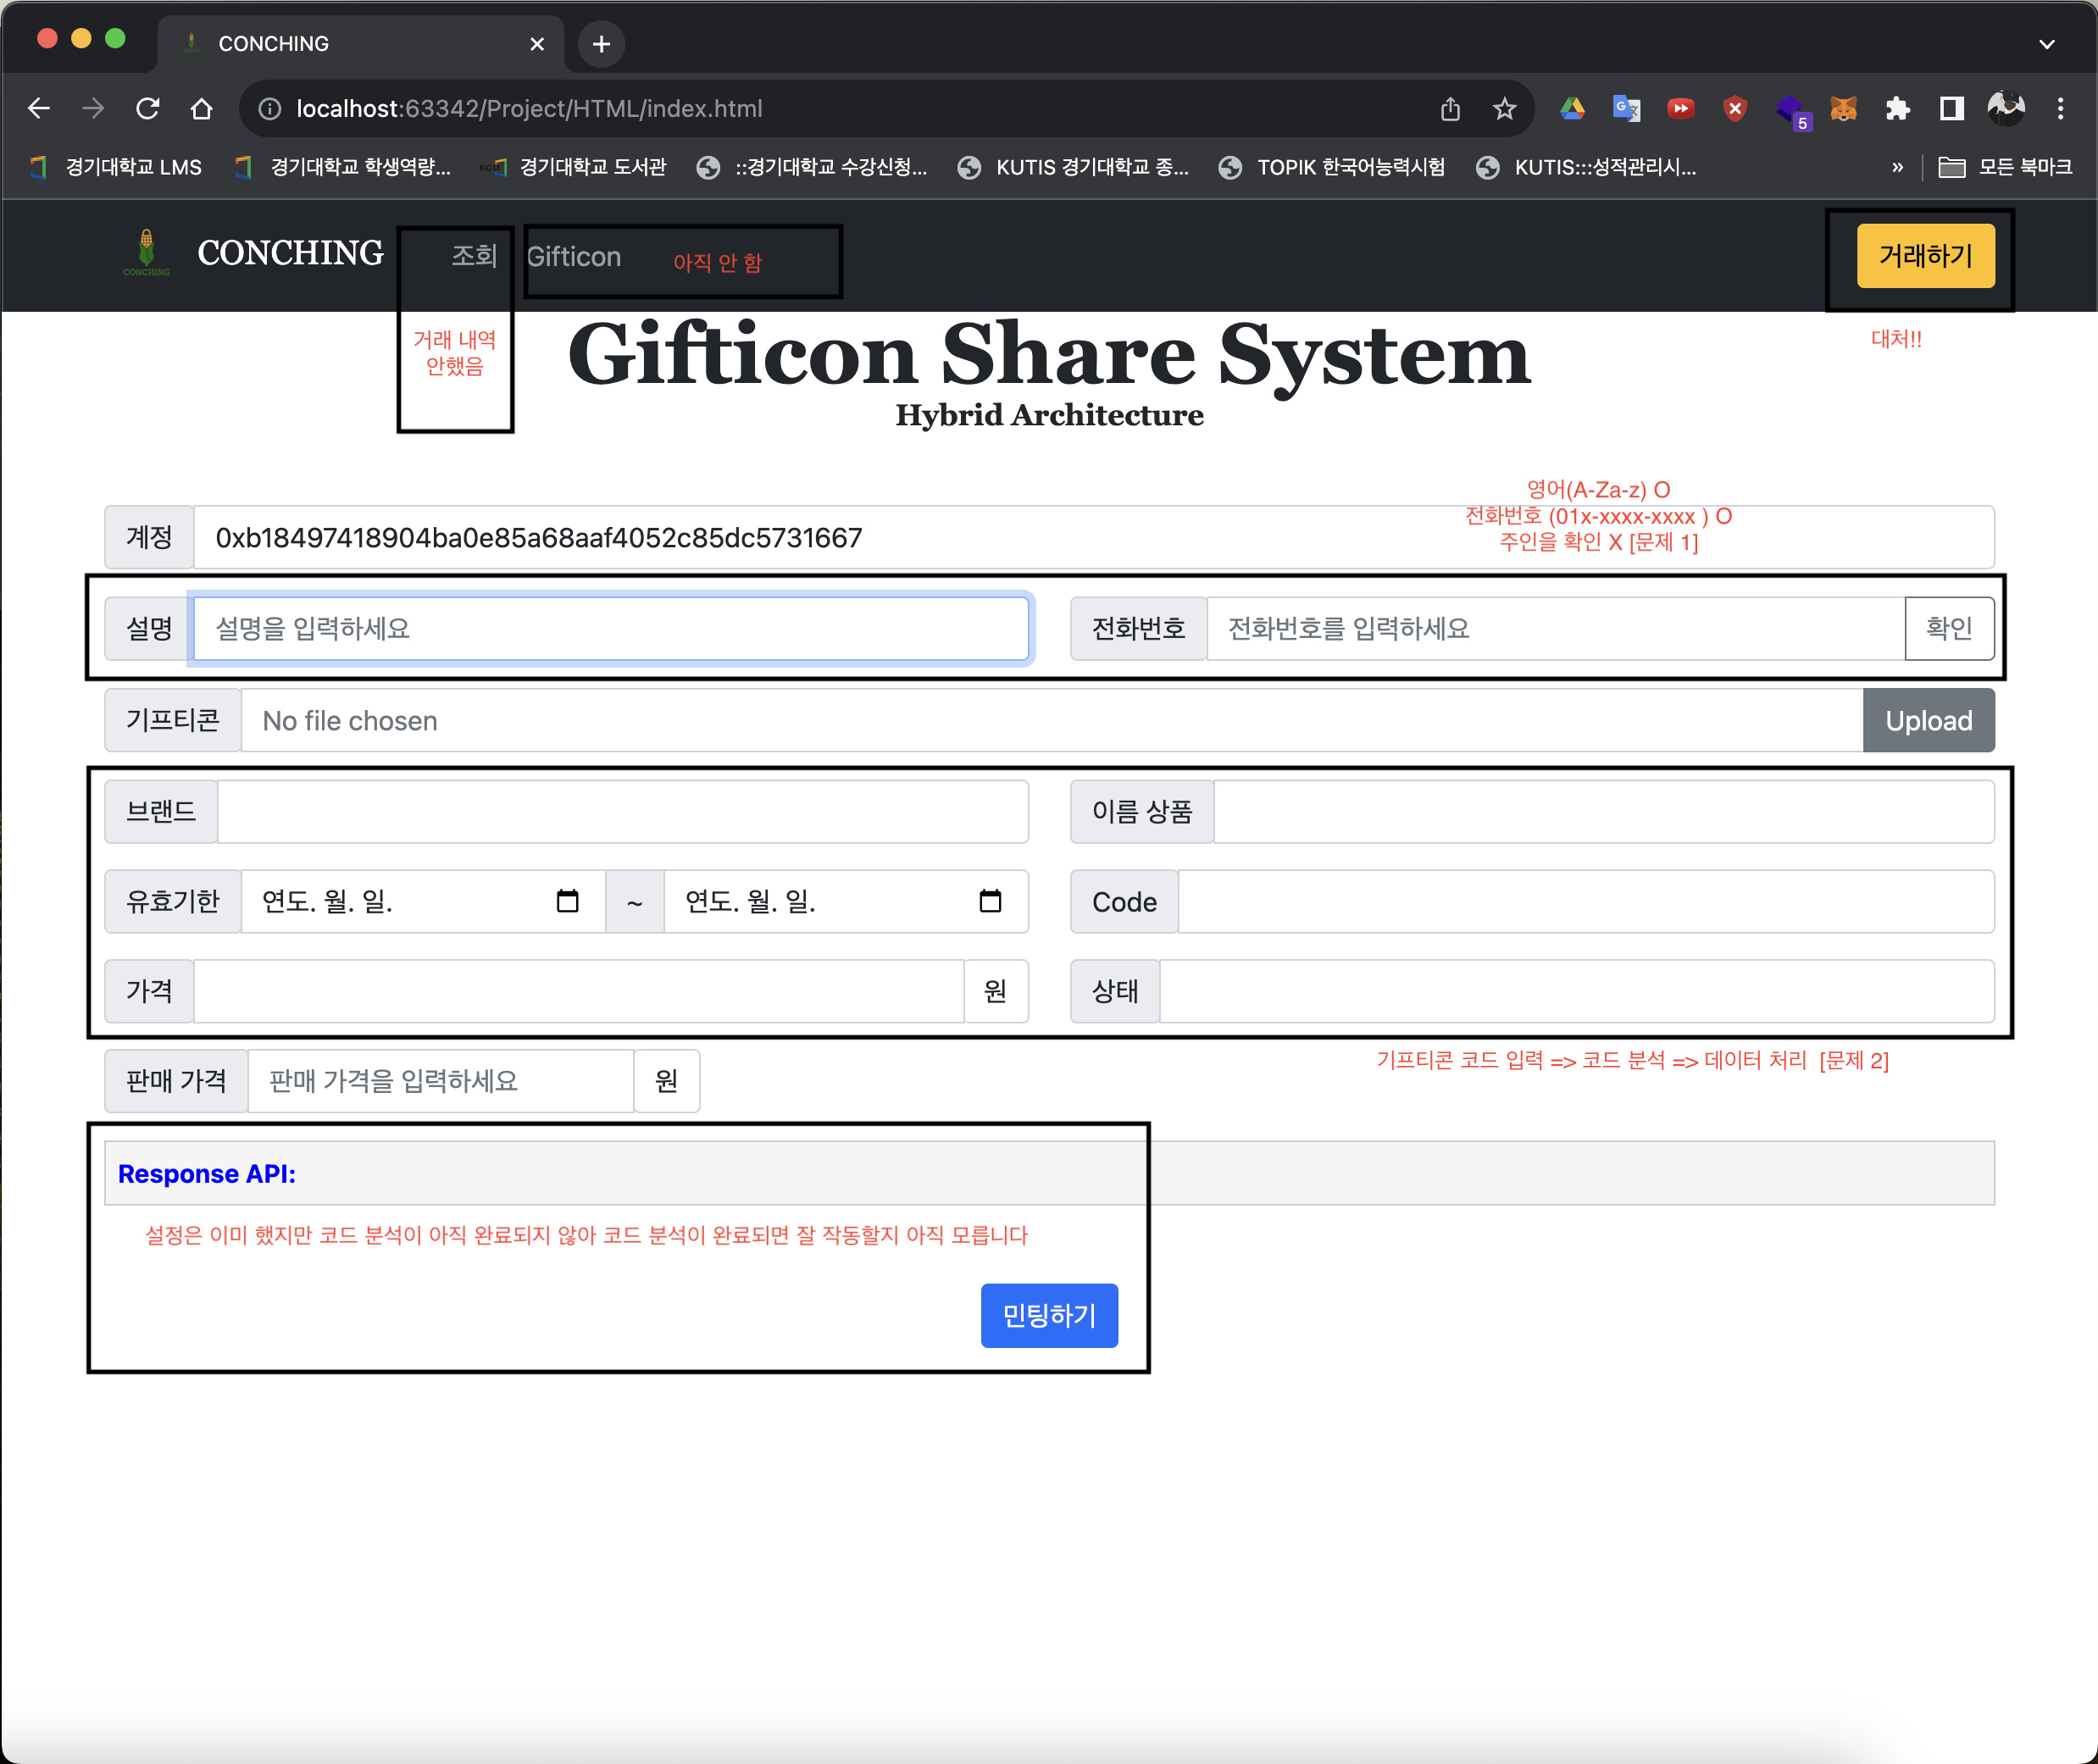 CONCHING
localhost:63342/Project/HTML/index.html
5
경기대학교 LMS
경기대학교 학생역량...
KGU
경기대학교 도서관
::경기대학교 수강신청...
KUTIS 경기대학교 종...
TOPIK 한국어능력시험
KUTIS:::성적관리시...
»
모든 북마크
CONCHING
CONCHING
조회
Gifticon
아직 안 함
거래하기
거래 내역
안했음
대처!!
Gifticon Share System
Hybrid Architecture
영어(A-Za-z) O
전화번호 (01x-xxxx-xxxx ) O
주인을 확인 X [문제 1]
계정 0xb18497418904ba0e85a68aaf4052c85dc5731667
설명 설명을 입력하세요 전화번호 전화번호를 입력하세요 확인
기프티콘 No file chosen Upload
브랜드 이름 상품
유효기한 연도. 월. 일. ~ 연도. 월. 일. Code
가격 원 상태
기프티콘 코드 입력 => 코드 분석 => 데이터 처리 [문제 2]
판매 가격 판매 가격을 입력하세요 원
Response API:
설정은 이미 했지만 코드 분석이 아직 완료되지 않아 코드 분석이 완료되면 잘 작동할지 아직 모릅니다
민팅하기